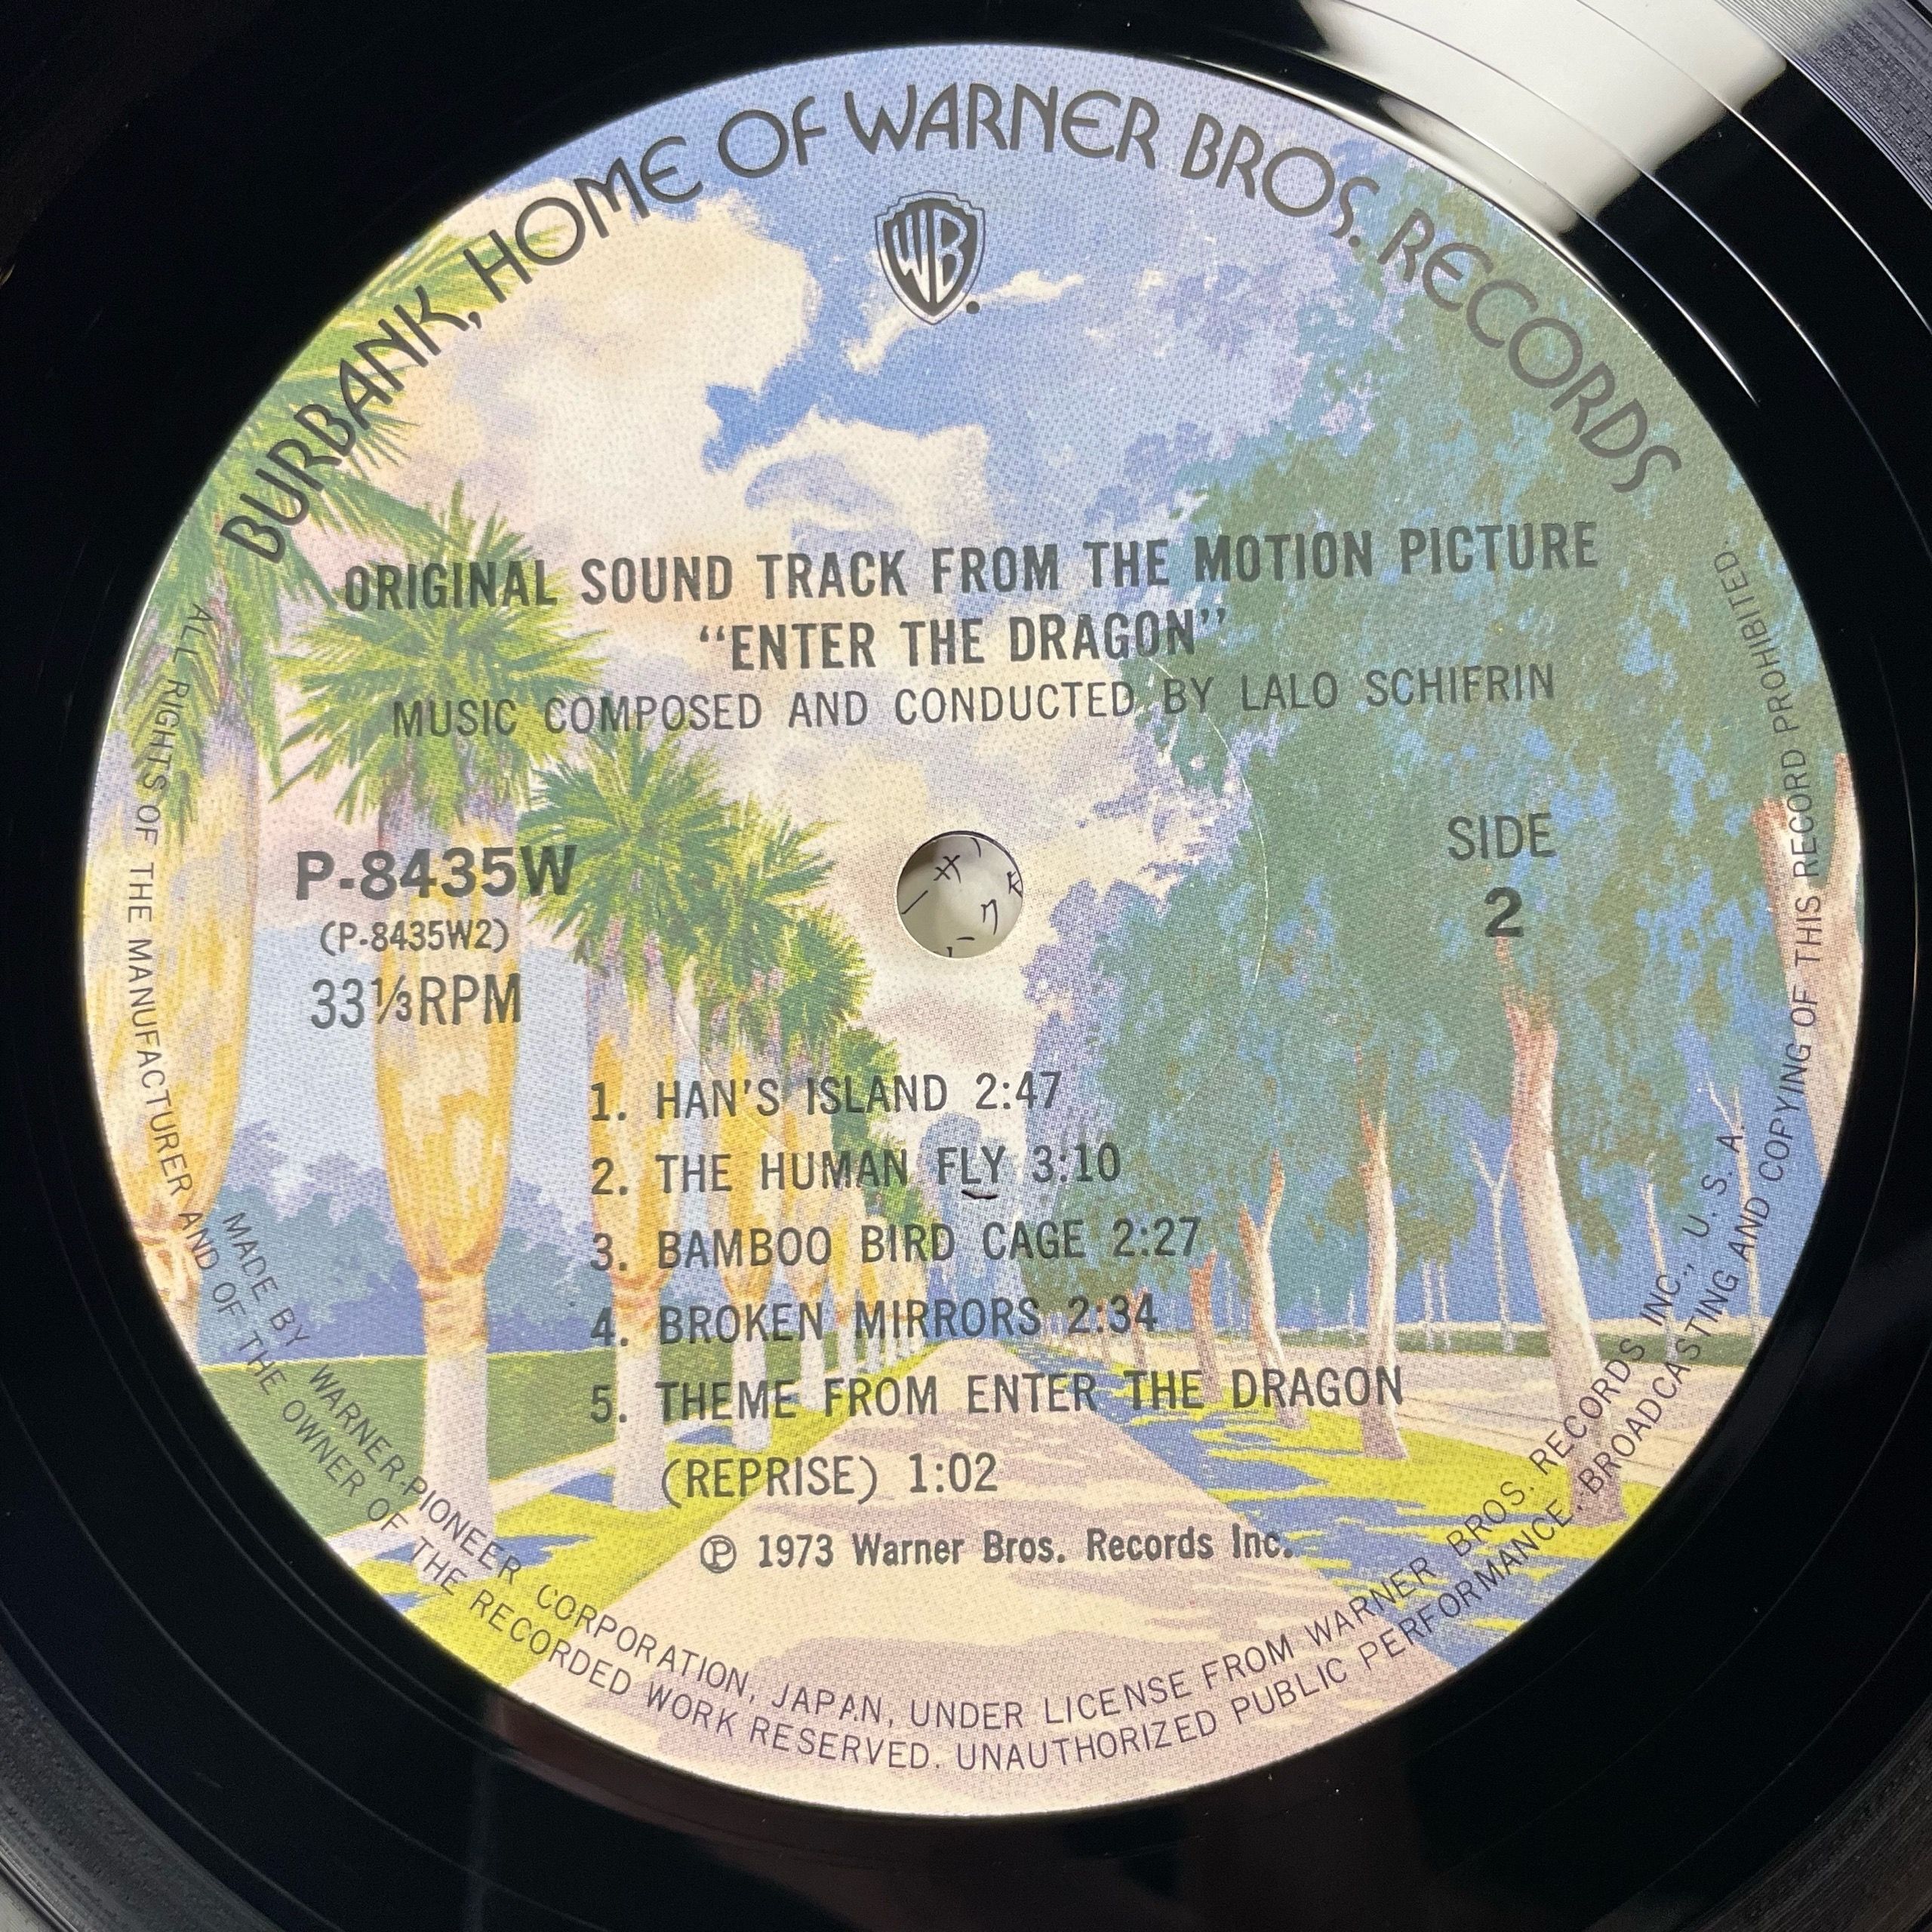 BURBANK, HOME OF WARNER BROS. RECORDS
WB
ORIGINAL SOUND TRACK FROM THE MOTION PICTURE
“ENTER THE DRAGON”
MUSIC COMPOSED AND CONDUCTED BY LALO SCHIFRIN
P-8435W
(P-8435W2)
33⅓RPM
SIDE
2
1. HAN'S ISLAND 2:47
2. THE HUMAN FLY 3:10
3. BAMBOO BIRD CAGE 2:27
4. BROKEN MIRRORS 2:34
5. THEME FROM ENTER THE DRAGON
(REPRISE) 1:02
℗ 1973 Warner Bros. Records Inc.
MADE BY WARNER-PIONEER CORPORATION, JAPAN, UNDER LICENSE FROM WARNER BROS. RECORDS INC., U. S. A.
ALL RIGHTS OF THE MANUFACTURER AND OF THE OWNER OF THE RECORDED WORK RESERVED. UNAUTHORIZED PUBLIC PERFORMANCE, BROADCASTING AND COPYING OF THIS RECORD PROHIBITED.